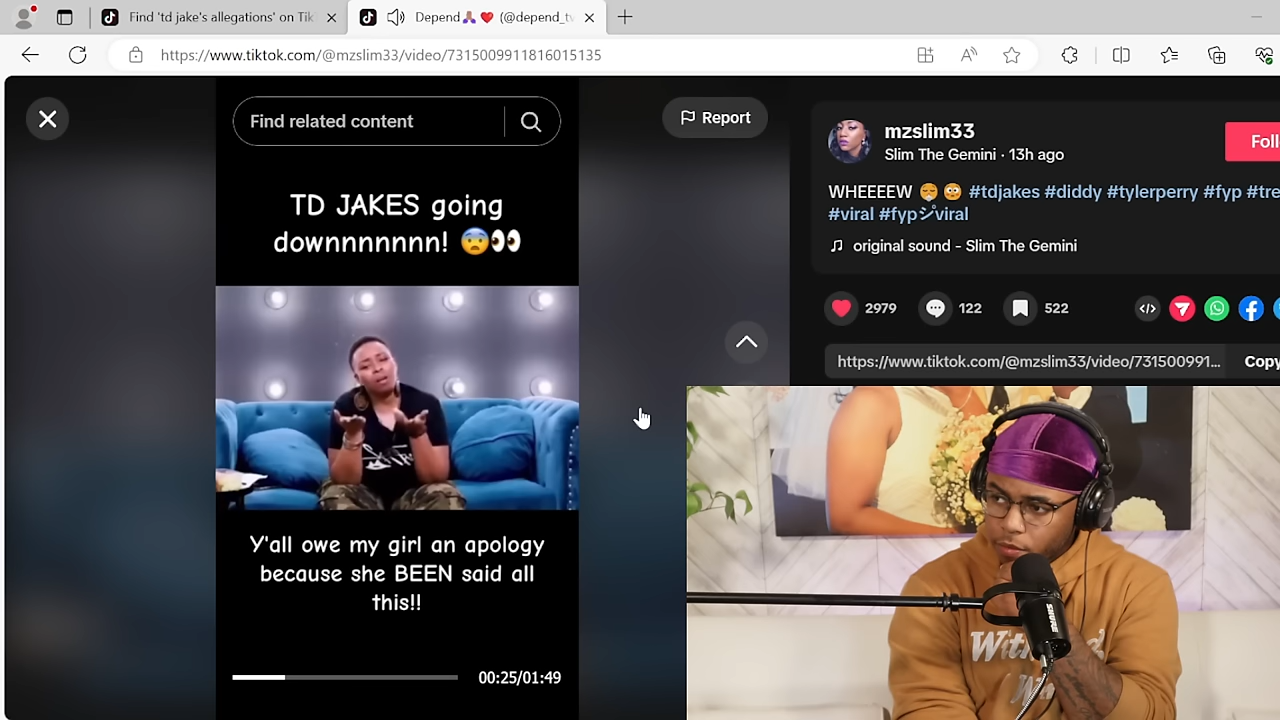 Find 'td jake's allegations' on Tik
Depend🙏🏽❤️ (@depend_tv
https://www.tiktok.com/@mzslim33/video/7315009911816015135
Find related content
Report
TD JAKES going
downnnnnnn! 😨👀
Y'all owe my girl an apology
because she BEEN said all
this!!
00:25/01:49
mzslim33
Slim The Gemini · 13h ago
Foll
WHEEEEW 😮‍💨 😳 #tdjakes #diddy #tylerperry #fyp #tre
#viral #fypシviral
♫ original sound - Slim The Gemini
2979
122
522
https://www.tiktok.com/@mzslim33/video/731500991...
Copy
SHURE